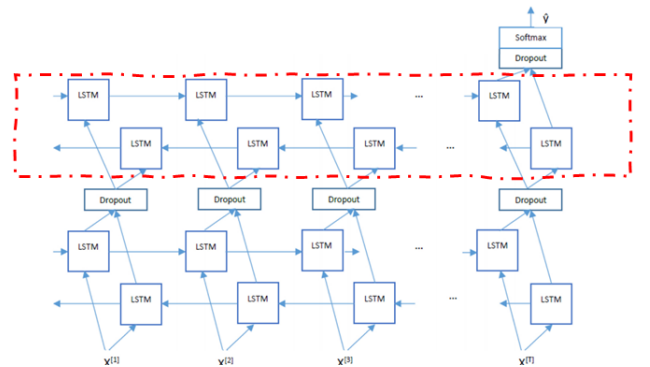 ŷ
Softmax
Dropout
LSTM LSTM LSTM ... LSTM
LSTM LSTM LSTM ... LSTM
Dropout Dropout Dropout Dropout
LSTM LSTM LSTM ... LSTM
LSTM LSTM LSTM ... LSTM
X[1] X[2] X[3] X[T]